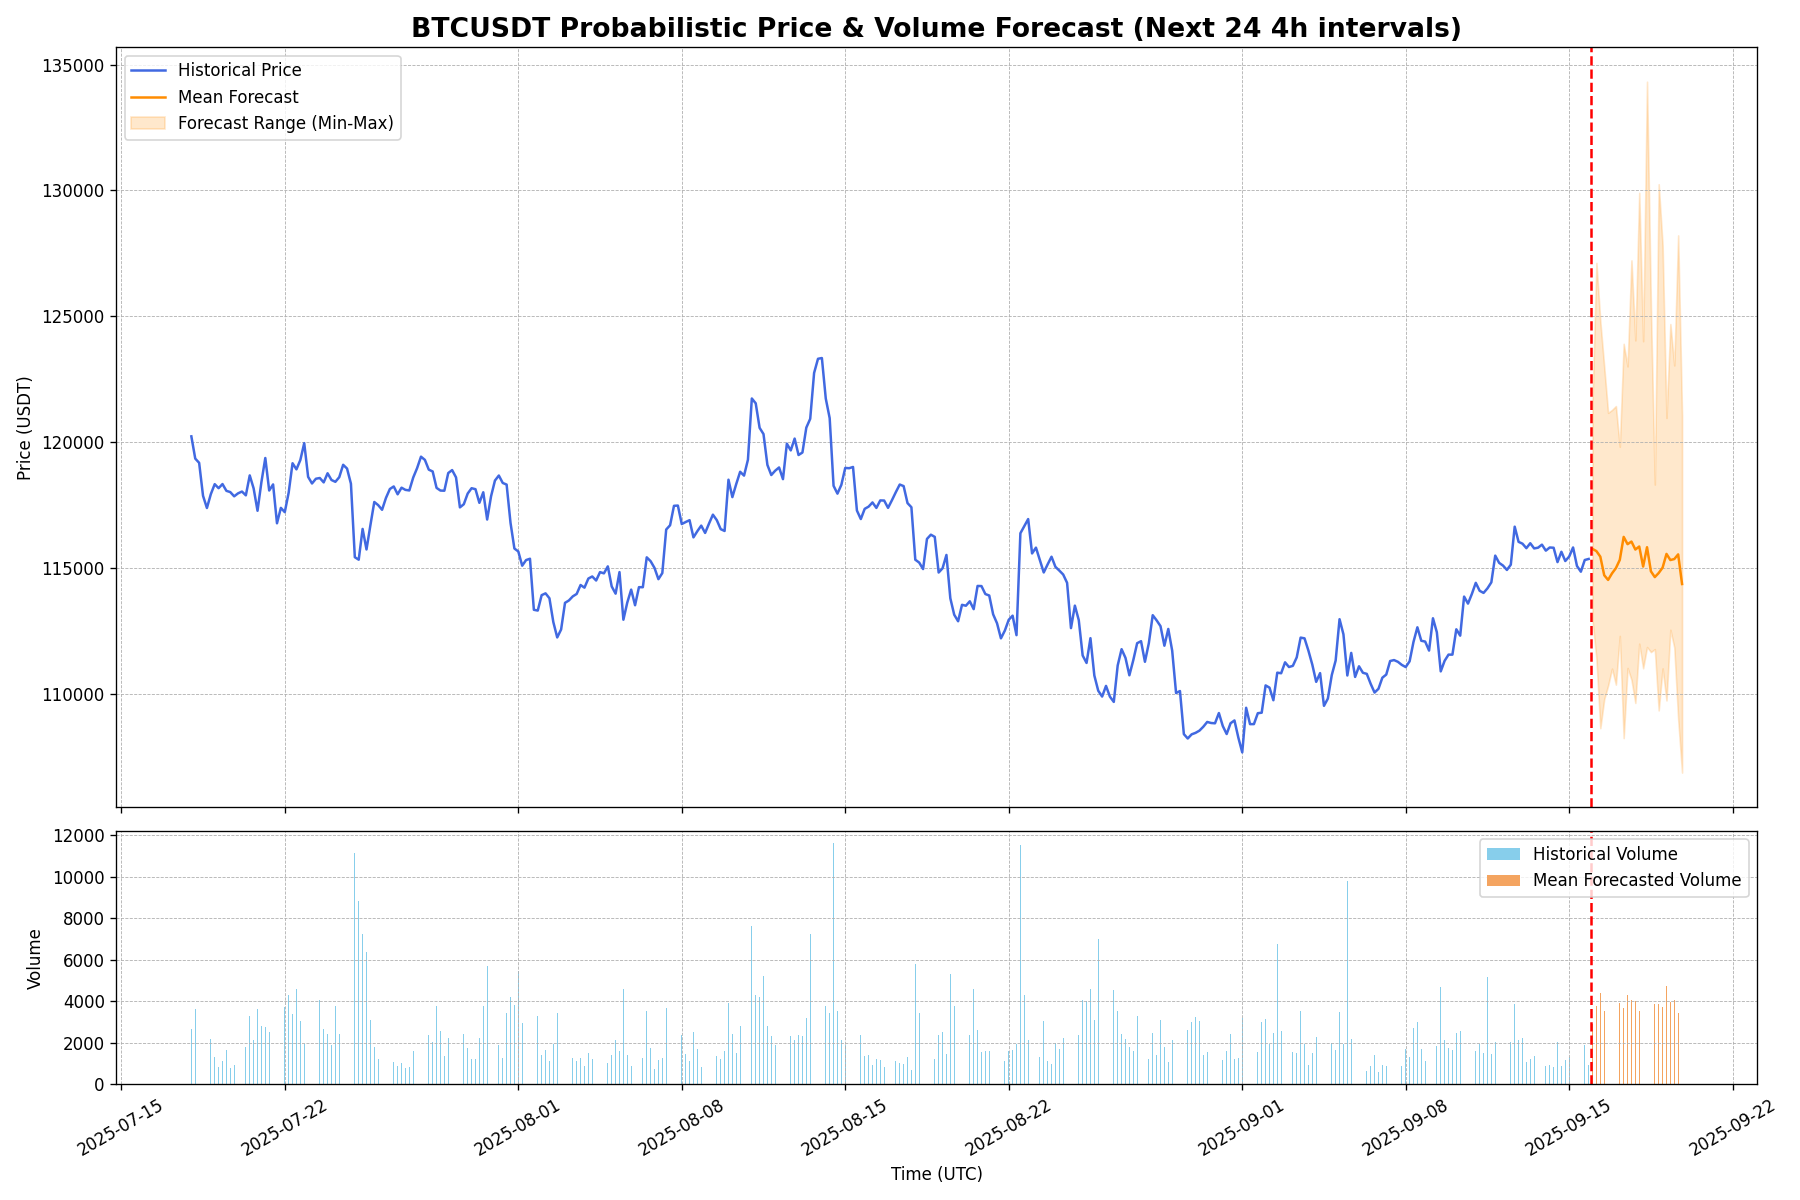 BTCUSDT Probabilistic Price & Volume Forecast (Next 24 4h intervals)
Historical Price
Mean Forecast
Forecast Range (Min-Max)
Price (USDT)
135000
130000
125000
120000
115000
110000
Historical Volume
Mean Forecasted Volume
Volume
12000
10000
8000
6000
4000
2000
0
2025-07-15
2025-07-22
2025-08-01
2025-08-08
2025-08-15
2025-08-22
2025-09-01
2025-09-08
2025-09-15
2025-09-22
Time (UTC)